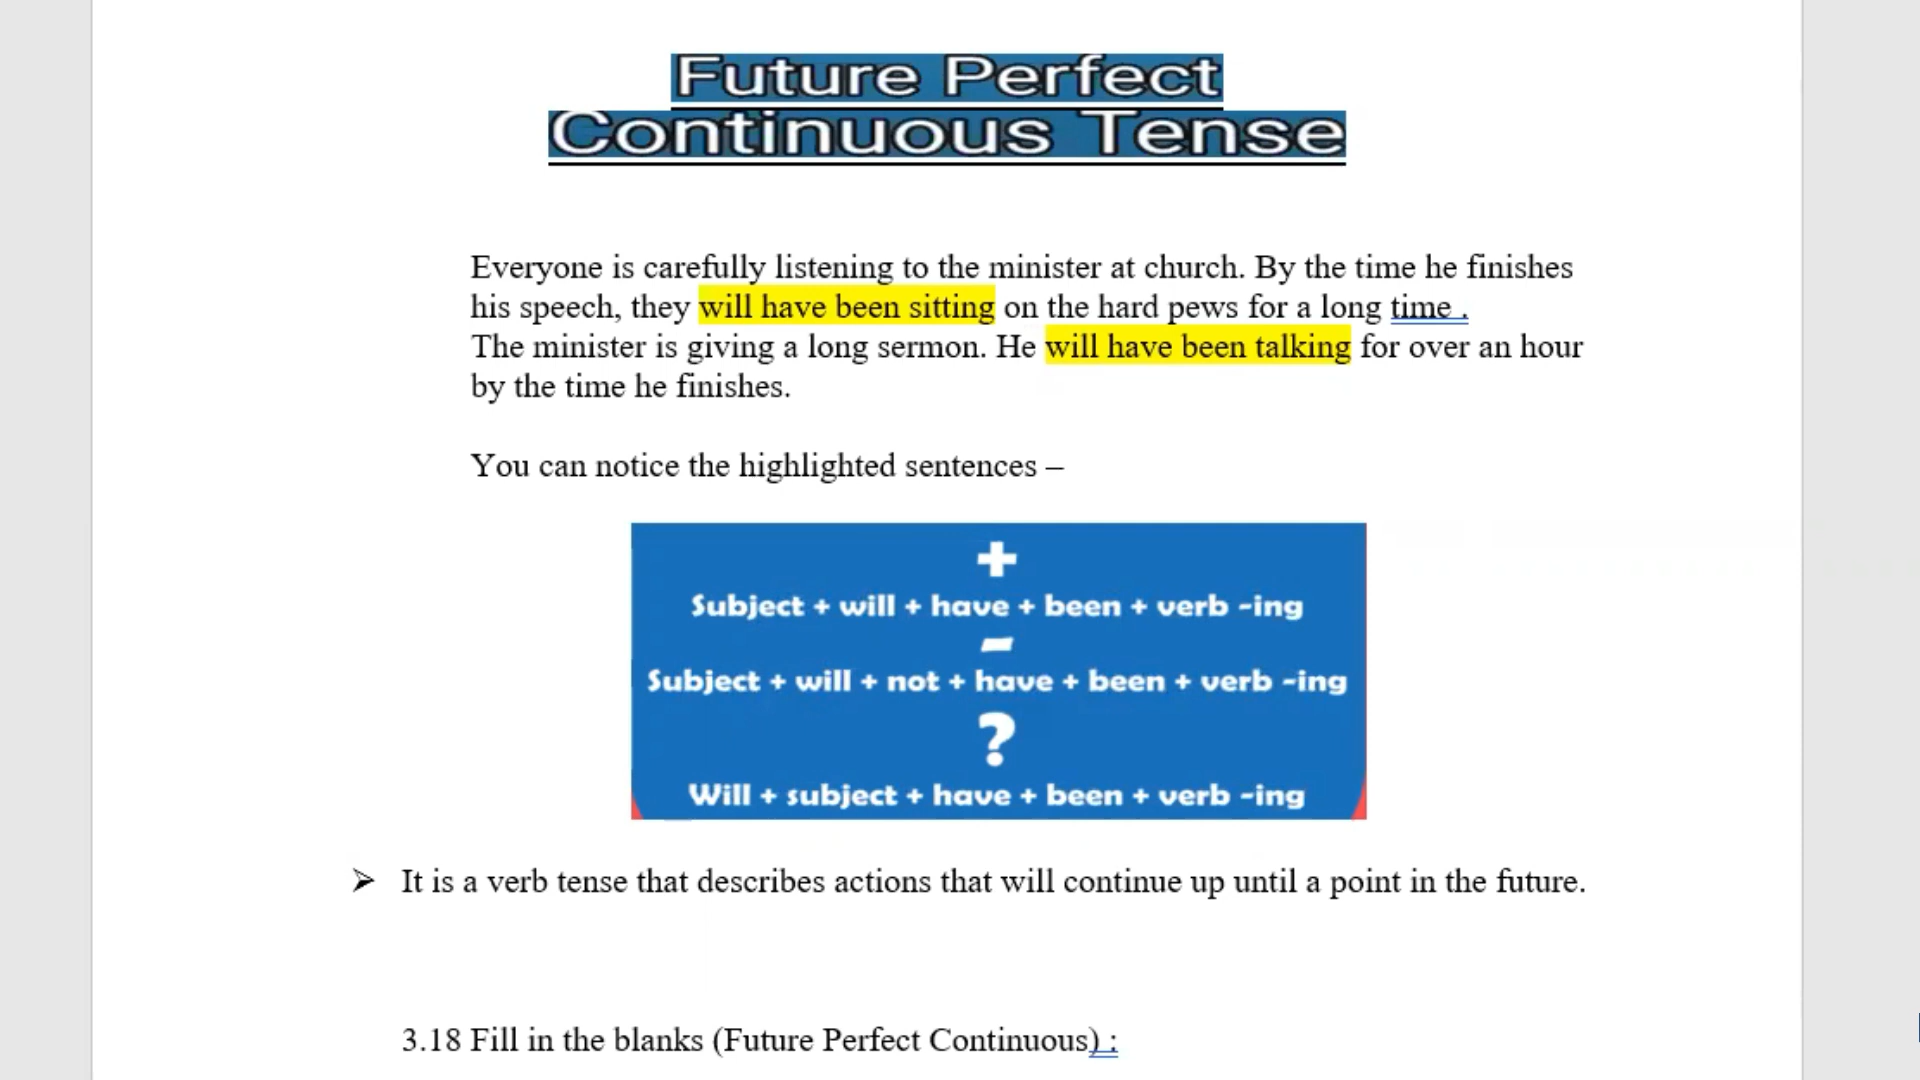 Future Perfect
Continuous Tense
Everyone is carefully listening to the minister at church. By the time he finishes
his speech, they will have been sitting on the hard pews for a long time .
The minister is giving a long sermon. He will have been talking for over an hour
by the time he finishes.
You can notice the highlighted sentences –
+
Subject + will + have + been + verb -ing
-
Subject + will + not + have + been + verb -ing
?
Will + subject + have + been + verb -ing
➢ It is a verb tense that describes actions that will continue up until a point in the future.
3.18 Fill in the blanks (Future Perfect Continuous) :